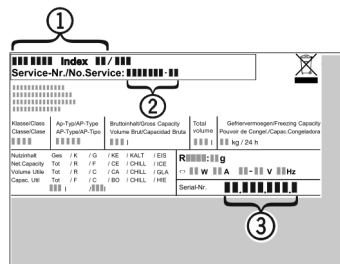 ①
Index /
Service-Nr./No.Service: -
②
Klasse/Class Ap-Typ/AP-Type Bruttoinhalt/Gross Capacity Total Gefriervermoegen/Freezing Capacity
Classe/Clase AP-Type/AP-Tipo Volume Brut/Capacidad Bruta volume Pouvoir de Congel./Capac.Congeladora
I I kg / 24 h
Nutzinhalt Ges / K / G / KE / KALT / EIS
Net Capacity Tot / R / F / CE / CHILL / ICE
Volume Utile Tot / R / C / CA / CHILL / GLA
Capac. Util Tot / F / C / BO / CHILL / HIE
I / I
R : g
W A - V Hz
Serial-Nr.
③